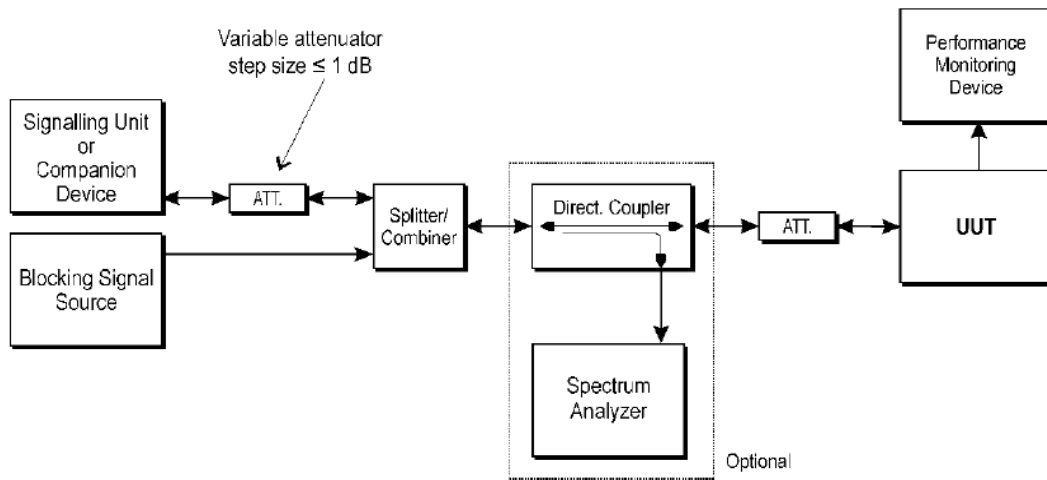 Variable attenuator
step size ≤ 1 dB
Performance
Monitoring
Device
Signalling Unit
or
Companion
Device
ATT.
Splitter/
Combiner
Direct. Coupler
ATT.
UUT
Blocking Signal
Source
Spectrum
Analyzer
Optional